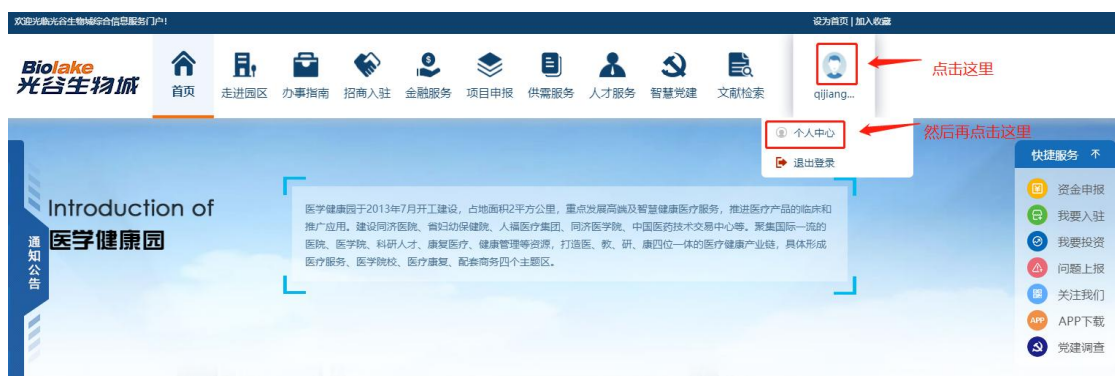 欢迎光临光谷生物城综合信息服务门户!
设为首页 | 加入收藏
Biolake
光谷生物城
首页
走进园区
办事指南
招商入驻
金融服务
项目申报
供需服务
人才服务
智慧党建
文献检索
qijiang...
点击这里
个人中心
然后再点击这里
退出登录
快捷服务
资金申报
我要入驻
我要投资
问题上报
关注我们
APP
APP下载
党建调查
通知公告
Introduction of
医学健康园
医学健康园于2013年7月开工建设，占地面积2平方公里，重点发展高端及智慧健康医疗服务，推进医疗产品的临床和
推广应用。建设同济医院、省妇幼保健院、人福医疗集团、同济医学院、中国医药技术交易中心等。聚集国际一流的
医院、医学院、科研人才、康复医疗、健康管理等资源，打造医、教、研、康四位一体的医疗健康产业链，具体形成
医疗服务、医学院校、医疗康复、配套商务四个主题区。